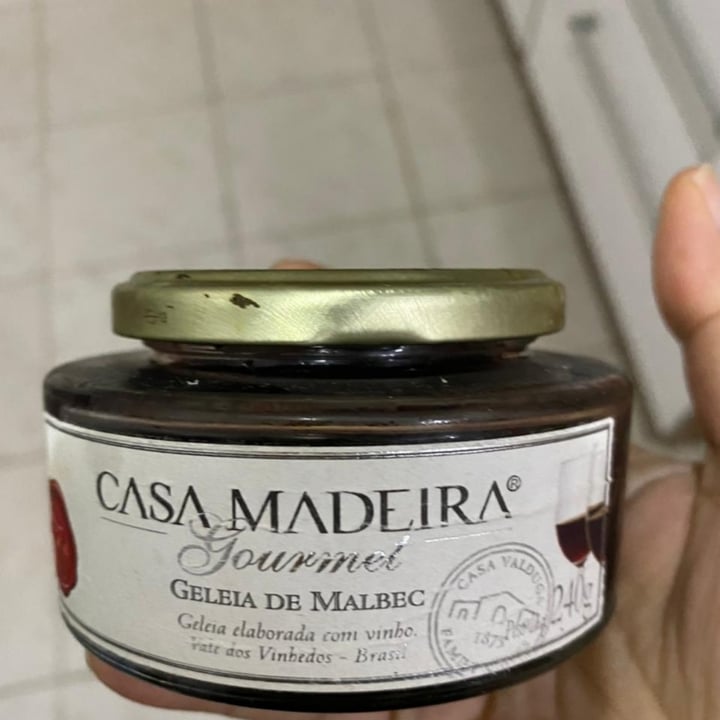 CASA MADEIRA®
Gourmet
GELEIA DE MALBEC
Geleia elaborada com vinho.
Vale dos Vinhedos - Brasil
CASA VALDUGA
1875
240g